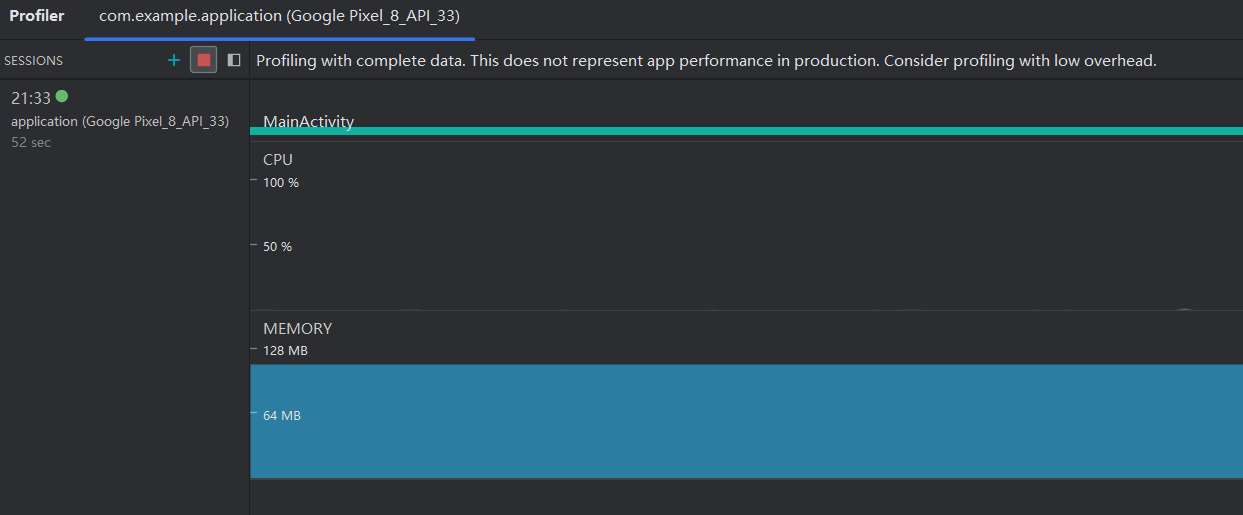 Profiler com.example.application (Google Pixel_8_API_33)
SESSIONS Profiling with complete data. This does not represent app performance in production. Consider profiling with low overhead.
21:33
application (Google Pixel_8_API_33)
52 sec
MainActivity
CPU
100 %
50 %
MEMORY
128 MB
64 MB